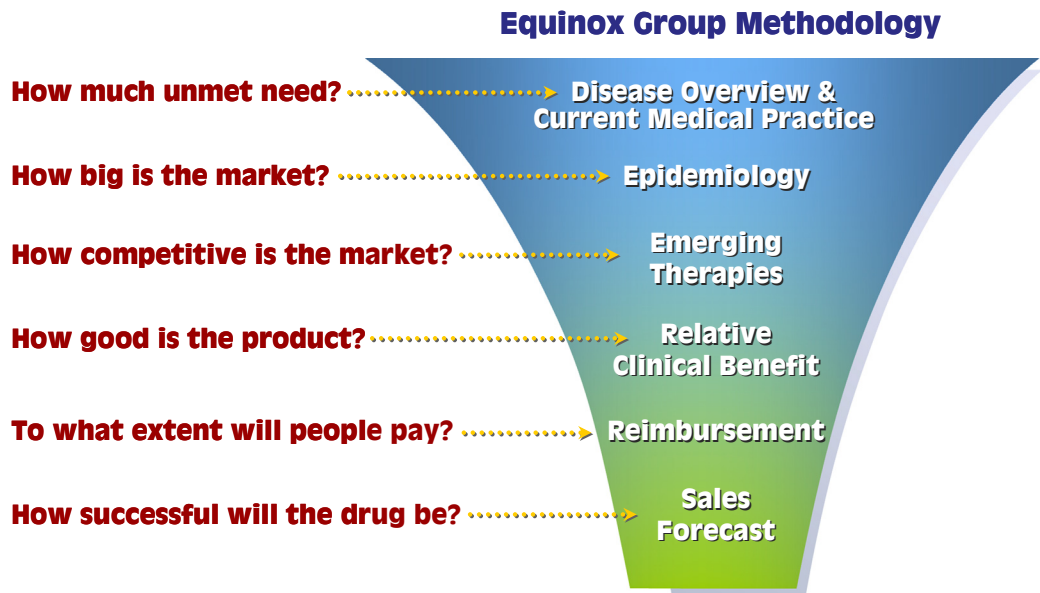 Equinox Group Methodology
How much unmet need?
Disease Overview &
Current Medical Practice
How big is the market?
Epidemiology
How competitive is the market?
Emerging
Therapies
How good is the product?
Relative
Clinical Benefit
To what extent will people pay?
Reimbursement
How successful will the drug be?
Sales
Forecast